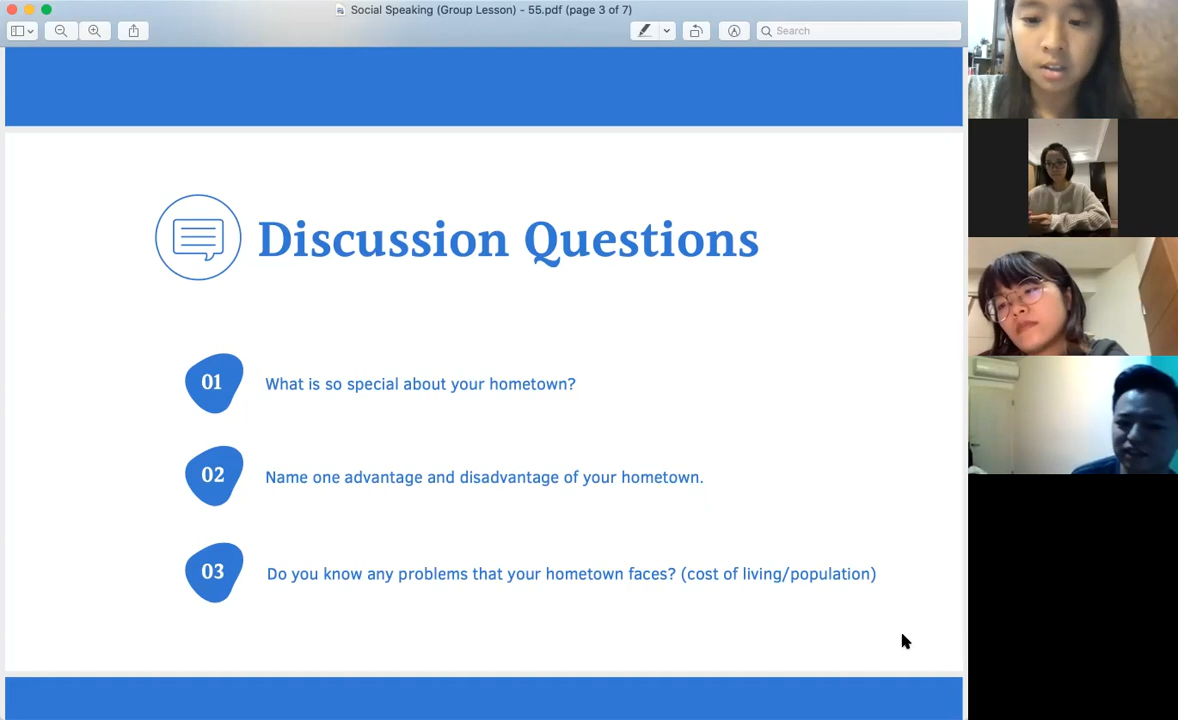 Social Speaking (Group Lesson) - 55.pdf (page 3 of 7)
Search
Discussion Questions
01 What is so special about your hometown?
02 Name one advantage and disadvantage of your hometown.
03 Do you know any problems that your hometown faces? (cost of living/population)